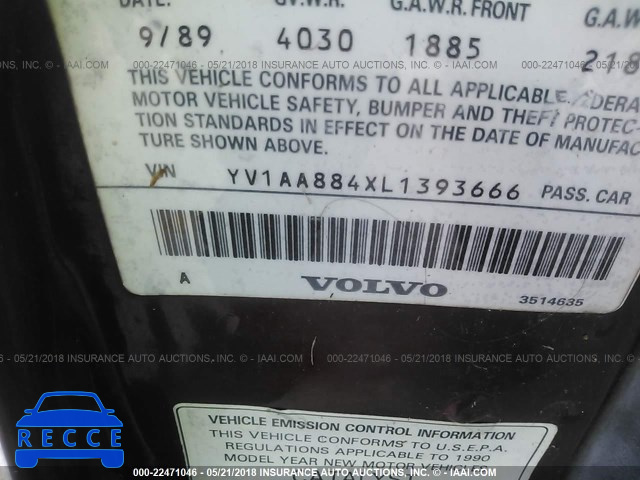 DATE: G.V.W.R. G.A.W.R FRONT G.A.W
9/89 4030 1885 218
THIS VEHICLE CONFORMS TO ALL APPLICABLE
MOTOR VEHICLE SAFETY, BUMPER AND THEFT PROTEC-
TION STANDARDS IN EFFECT ON THE DATE OF MANUFAC
TURE SHOWN ABOVE.
VIN YV1AA884XL1393666 PASS. CAR
A VOLVO 3514635
000-22471046 - 05/21/2018 INSURANCE AUTO AUCTIONS, INC. - © IAAI.COM
VEHICLE EMISSION CONTROL INFORMATION
THIS VEHICLE CONFORMS TO U.S.E.P.A.
REGULATIONS APPLICABLE TO 1990
MODEL YEAR NEW MOTOR VEHICLES
RECCE